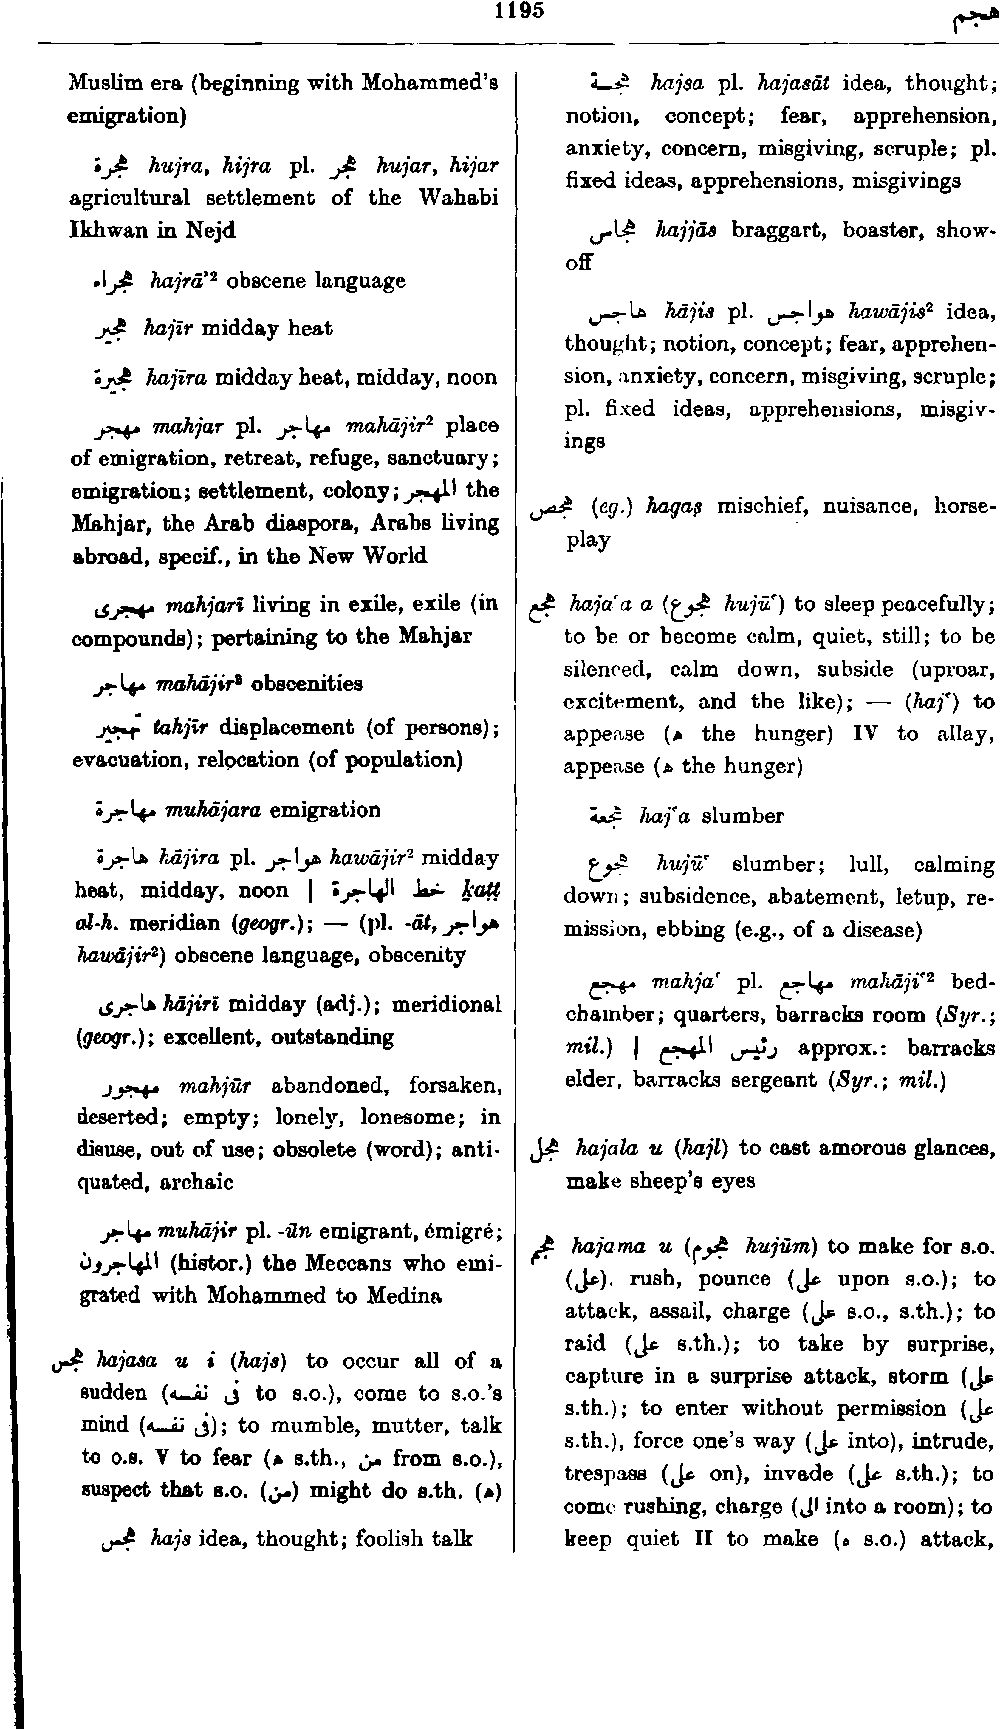 1195
هجم
Muslim era (beginning with Mohammed's
emigration)
هجرة hujra, hijra pl. هجر hujar, hijar
agricultural settlement of the Wahabi
Ikhwan in Nejd
هجراء hajrā'² obscene language
هجير hajīr midday heat
هجيرة hajīra midday heat, midday, noon
مهجر mahjar pl. مهاجر mahājir² place
of emigration, retreat, refuge, sanctuary;
emigration; settlement, colony; المهجر the
Mahjar, the Arab diaspora, Arabs living
abroad, specif., in the New World
مهجرى mahjarī living in exile, exile (in
compounds); pertaining to the Mahjar
مهاجر mahājir² obscenities
تهجير tahjīr displacement (of persons);
evacuation, relocation (of population)
مهاجرة muhājara emigration
هاجرة hājira pl. هواجر hawājir² midday
heat, midday, noon | خط الهاجرة ḵaṭṭ
al-h. meridian (geogr.); — (pl. -āt, هواجر
hawājir²) obscene language, obscenity
هاجرى hājirī midday (adj.); meridional
(geogr.); excellent, outstanding
مهجور mahjūr abandoned, forsaken,
deserted; empty; lonely, lonesome; in
disuse, out of use; obsolete (word); anti-
quated, archaic
مهاجر muhājir pl. -ūn emigrant, émigré;
المهاجرون (histor.) the Meccans who emi-
grated with Mohammed to Medina
هجس hajasa u i (hajs) to occur all of a
sudden (فى نفسه to s.o.), come to s.o.'s
mind (فى نفسه); to mumble, mutter, talk
to o.s. V to fear (ه s.th., من from s.o.),
suspect that s.o. (من) might do s.th. (ه)
هجس hajs idea, thought; foolish talk
هجسة hajsa pl. hajasāt idea, thought;
notion, concept; fear, apprehension,
anxiety, concern, misgiving, scruple; pl.
fixed ideas, apprehensions, misgivings
هجاس hajjās braggart, boaster, show-
off
هاجس hājis pl. هواجس hawājis² idea,
thought; notion, concept; fear, apprehen-
sion, anxiety, concern, misgiving, scruple;
pl. fixed ideas, apprehensions, misgiv-
ings
هجص (eg.) hagaṣ mischief, nuisance, horse-
play
هجع haja'a a (هجوع hujū') to sleep peacefully;
to be or become calm, quiet, still; to be
silenced, calm down, subside (uproar,
excitement, and the like); — (haj') to
appease (ه the hunger) IV to allay,
appease (ه the hunger)
هجعة haj'a slumber
هجوع hujū' slumber; lull, calming
down; subsidence, abatement, letup, re-
mission, ebbing (e.g., of a disease)
مهجع mahja' pl. مهاجع mahāji'² bed-
chamber; quarters, barracks room (Syr.;
mil.) | رئيس المهجع approx.: barracks
elder, barracks sergeant (Syr.; mil.)
هجل hajala u (hajl) to cast amorous glances,
make sheep's eyes
هجم hajama u (هجوم hujūm) to make for s.o.
(على), rush, pounce (على upon s.o.); to
attack, assail, charge (على s.o., s.th.); to
raid (على s.th.); to take by surprise,
capture in a surprise attack, storm (على
s.th.); to enter without permission (على
s.th.), force one's way (على into), intrude,
trespass (على on), invade (على s.th.); to
come rushing, charge (الى into a room); to
keep quiet II to make (ه s.o.) attack,